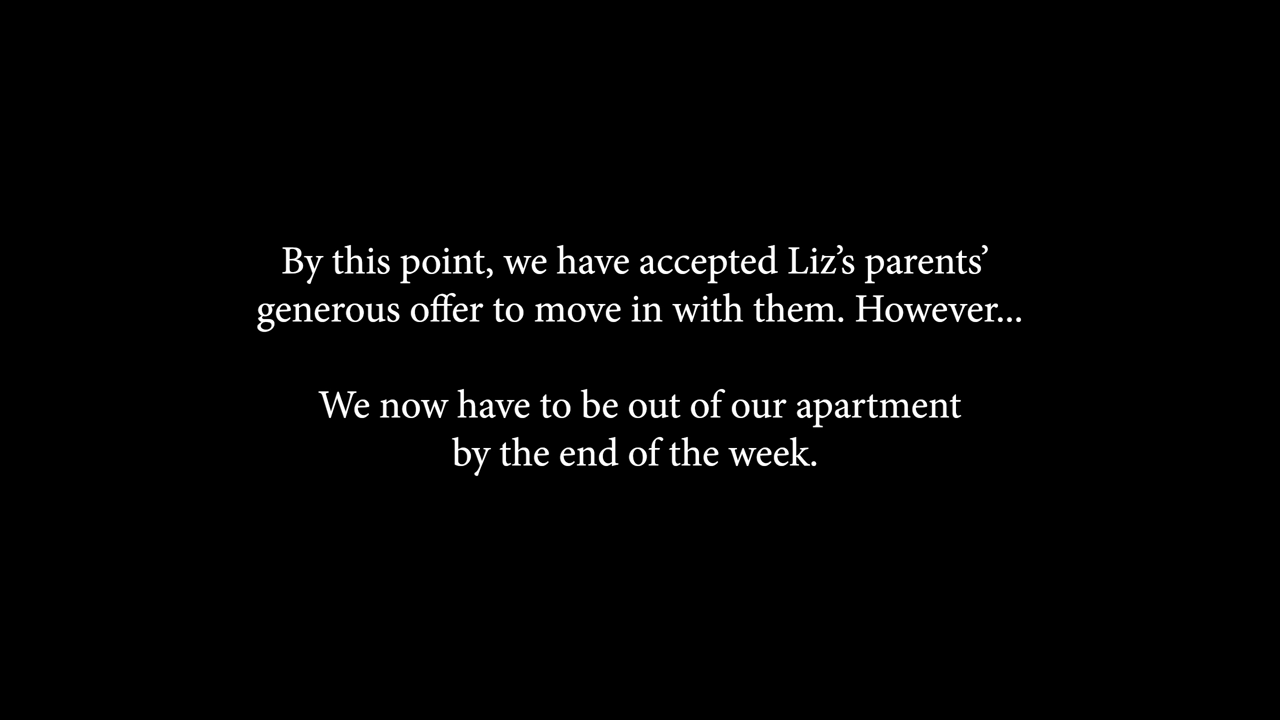 By this point, we have accepted Liz’s parents’
generous offer to move in with them. However...
We now have to be out of our apartment
by the end of the week.